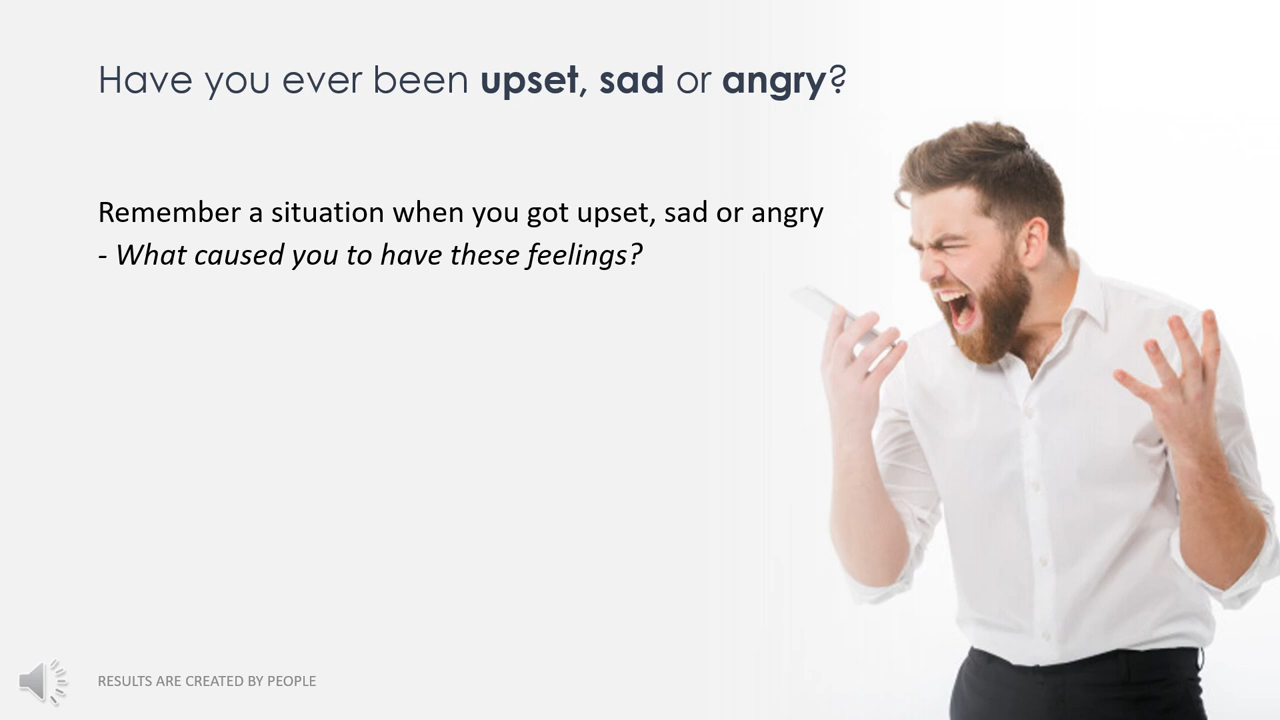 Have you ever been upset, sad or angry?
Remember a situation when you got upset, sad or angry
- What caused you to have these feelings?
RESULTS ARE CREATED BY PEOPLE